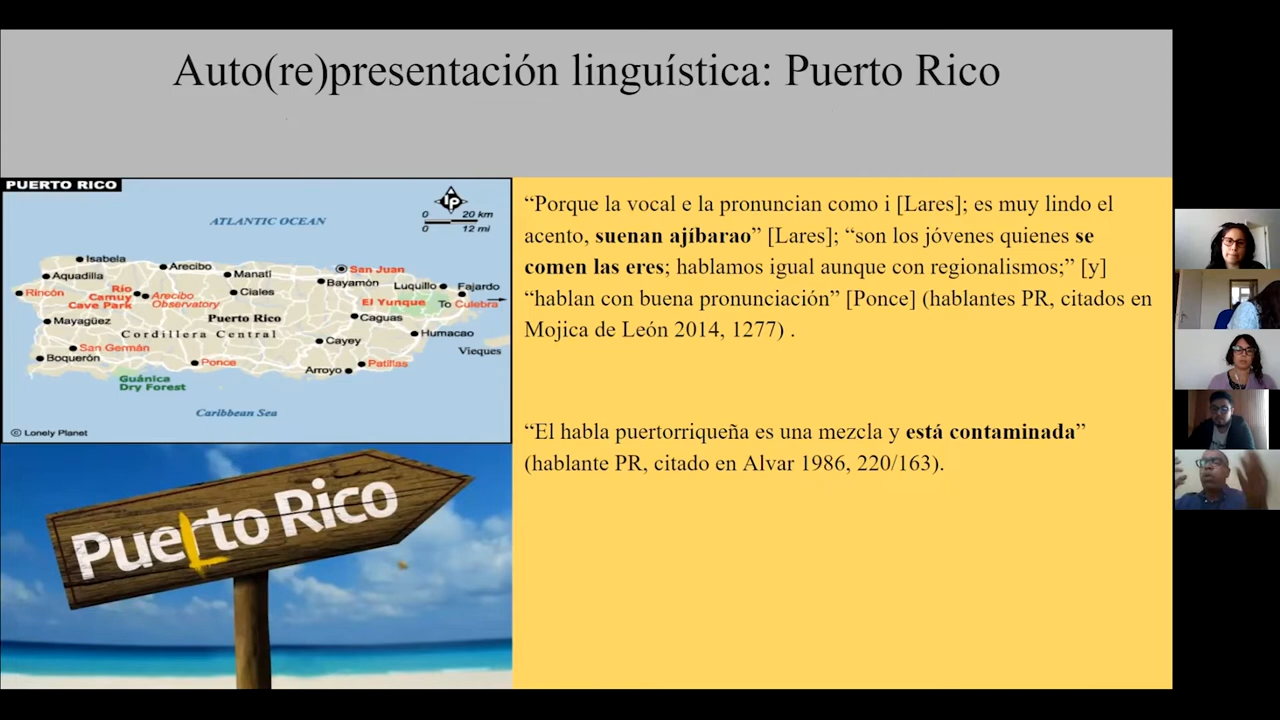 Auto(re)presentación linguística: Puerto Rico
PUERTO RICO
ATLANTIC OCEAN
0 20 km
0 12 mi
Isabela
Aquadilla
Arecibo
Manatí
San Juan
Bayamón
Luquillo
Fajardo
Rincón
Río
Camuy
Cave Park
Arecibo
Observatory
Ciales
El Yunque
To Culebra
Puerto Rico
Caguas
Mayagüez
Cordillera Central
Humacao
San Germán
Cayey
Vieques
Boquerón
Ponce
Arroyo
Patillas
Guánica
Dry Forest
Caribbean Sea
© Lonely Planet
“Porque la vocal e la pronuncian como i [Lares]; es muy lindo el
acento, suenan ajíbarao” [Lares]; “son los jóvenes quienes se
comen las eres; hablamos igual aunque con regionalismos;” [y]
“hablan con buena pronunciación” [Ponce] (hablantes PR, citados en
Mojica de León 2014, 1277) .
“El habla puertorriqueña es una mezcla y está contaminada”
(hablante PR, citado en Alvar 1986, 220/163).
PueLto Rico